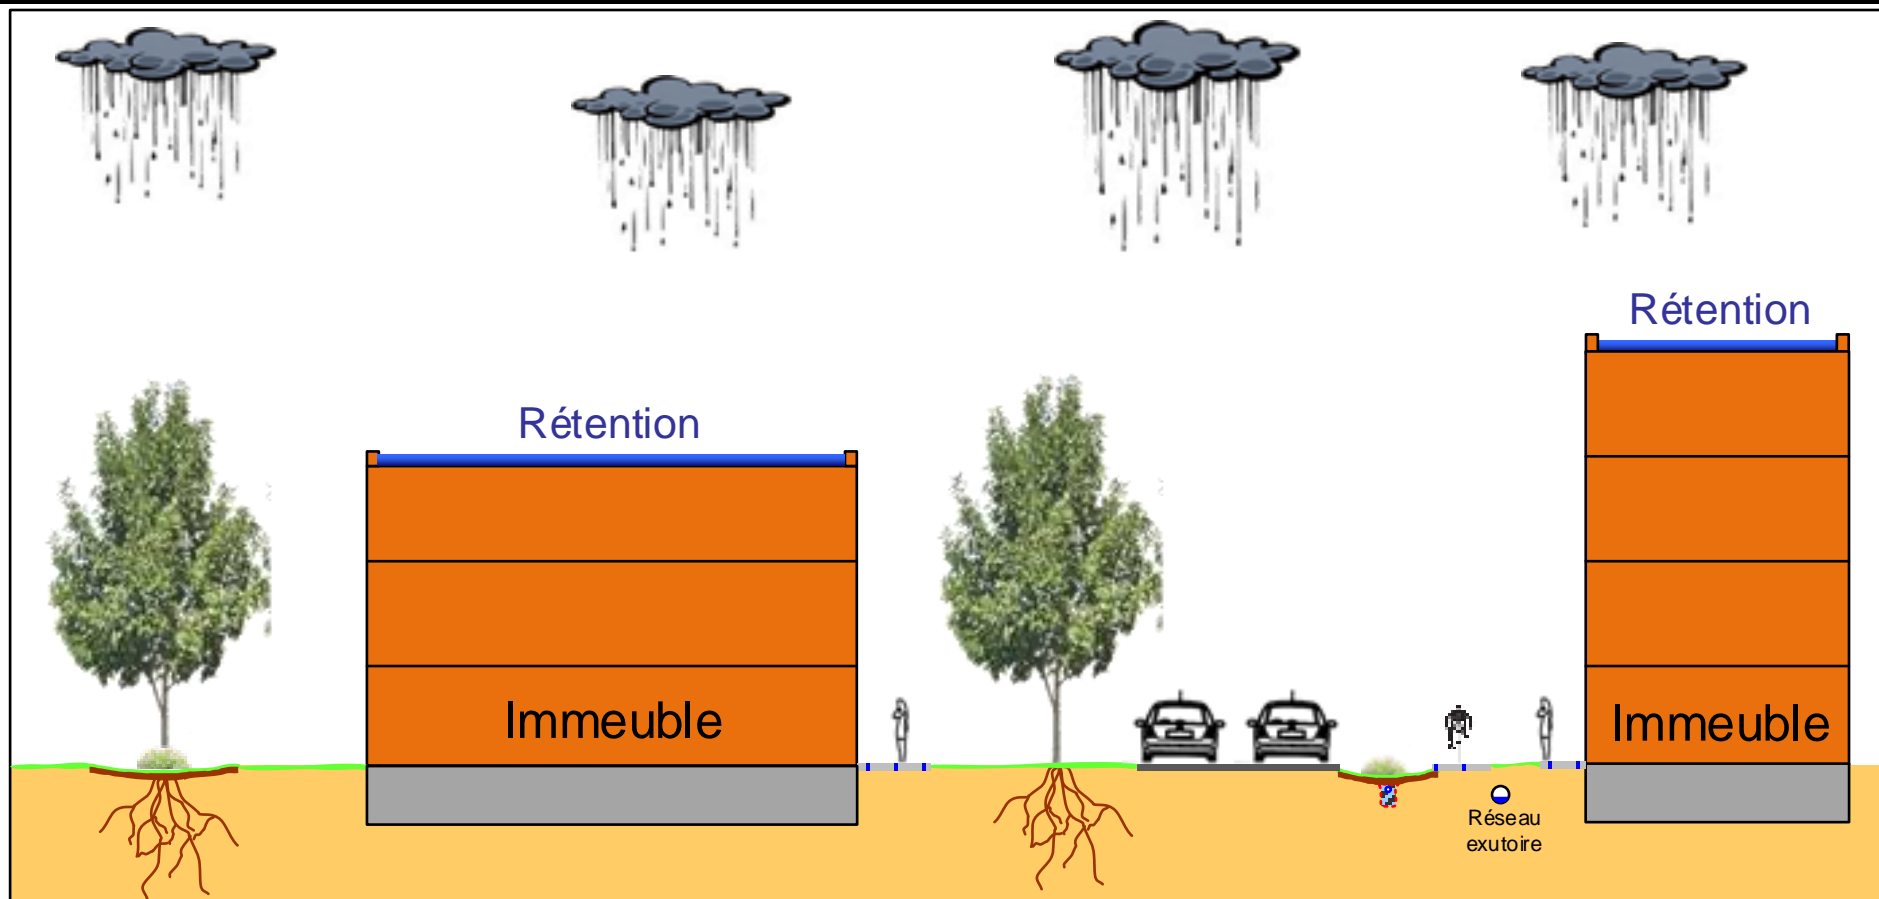 Rétention
Rétention
Immeuble
Immeuble
Réseau
exutoire